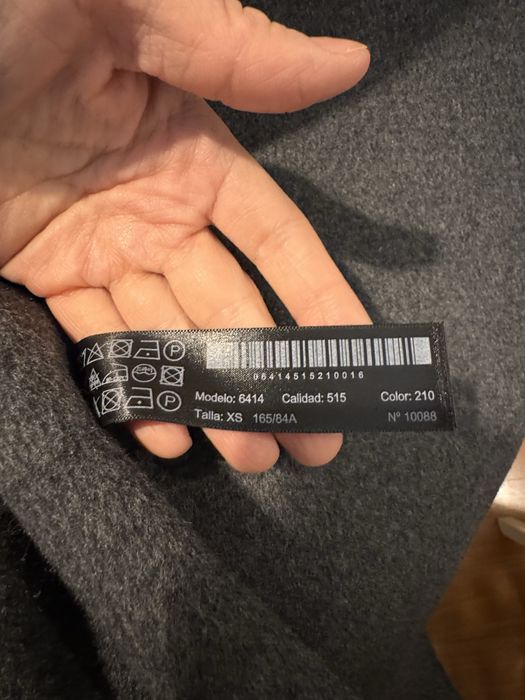 06414515210016
Modelo: 6414 Calidad: 515 Color: 210
Talla: XS 165/84A Nº 10088
P
P